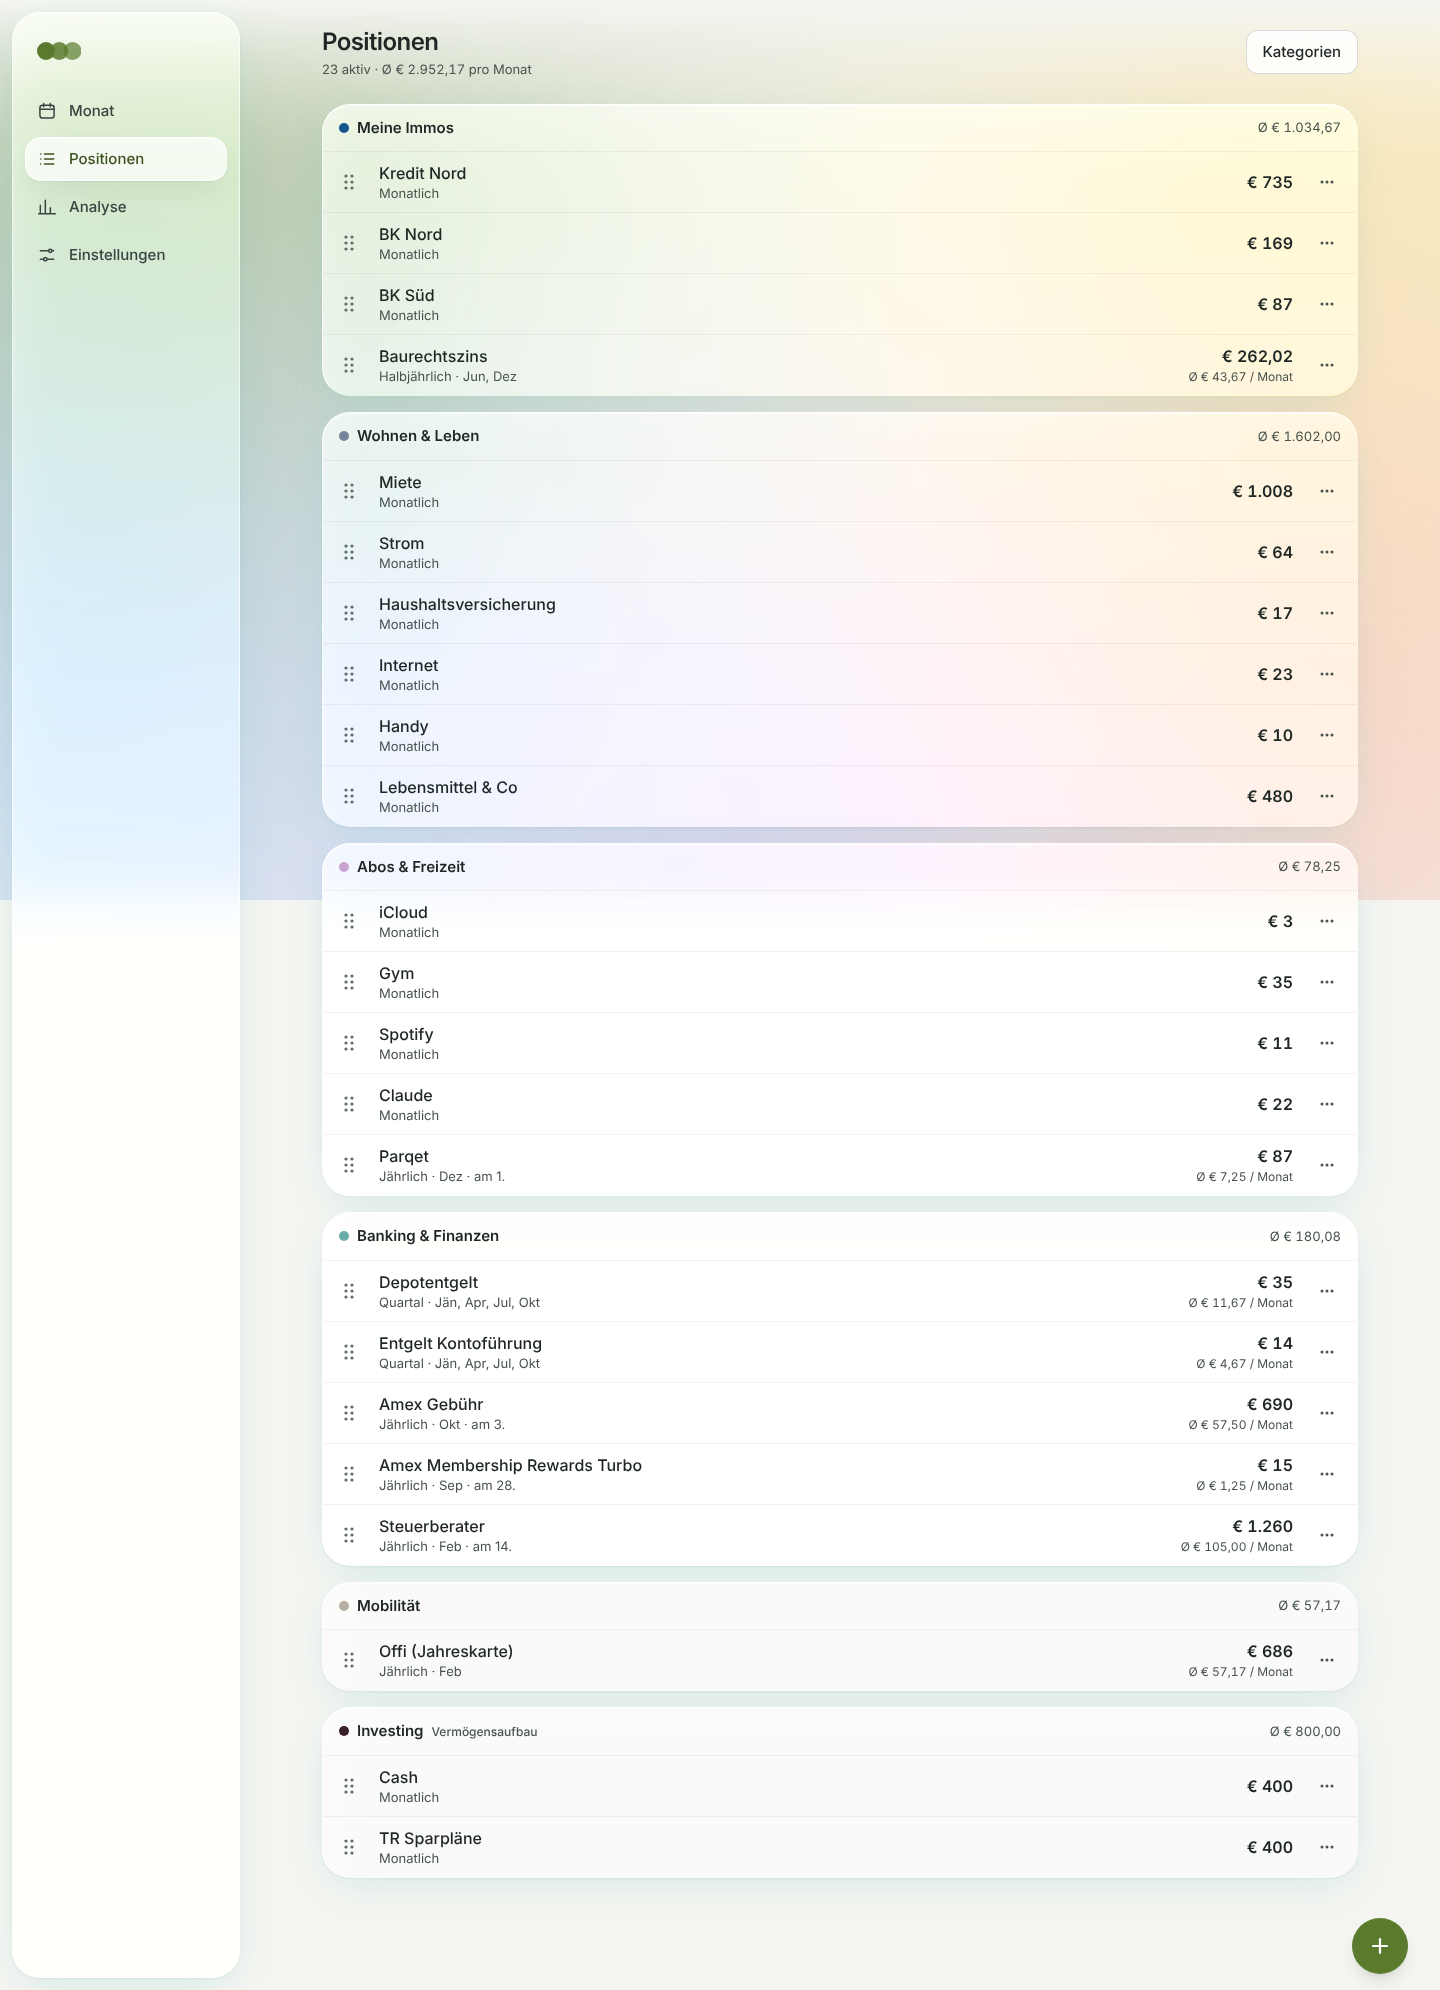 Monat
Positionen
Analyse
Einstellungen
Positionen
23 aktiv · Ø € 2.952,17 pro Monat
Kategorien
Meine Immos Ø € 1.034,67
Kredit Nord € 735
Monatlich
BK Nord € 169
Monatlich
BK Süd € 87
Monatlich
Baurechtszins € 262,02
Halbjährlich · Jun, Dez Ø € 43,67 / Monat
Wohnen & Leben Ø € 1.602,00
Miete € 1.008
Monatlich
Strom € 64
Monatlich
Haushaltsversicherung € 17
Monatlich
Internet € 23
Monatlich
Handy € 10
Monatlich
Lebensmittel & Co € 480
Monatlich
Abos & Freizeit Ø € 78,25
iCloud € 3
Monatlich
Gym € 35
Monatlich
Spotify € 11
Monatlich
Claude € 22
Monatlich
Parqet € 87
Jährlich · Dez · am 1. Ø € 7,25 / Monat
Banking & Finanzen Ø € 180,08
Depotentgelt € 35
Quartal · Jän, Apr, Jul, Okt Ø € 11,67 / Monat
Entgelt Kontoführung € 14
Quartal · Jän, Apr, Jul, Okt Ø € 4,67 / Monat
Amex Gebühr € 690
Jährlich · Okt · am 3. Ø € 57,50 / Monat
Amex Membership Rewards Turbo € 15
Jährlich · Sep · am 28. Ø € 1,25 / Monat
Steuerberater € 1.260
Jährlich · Feb · am 14. Ø € 105,00 / Monat
Mobilität Ø € 57,17
Offi (Jahreskarte) € 686
Jährlich · Feb Ø € 57,17 / Monat
Investing Vermögensaufbau Ø € 800,00
Cash € 400
Monatlich
TR Sparpläne € 400
Monatlich